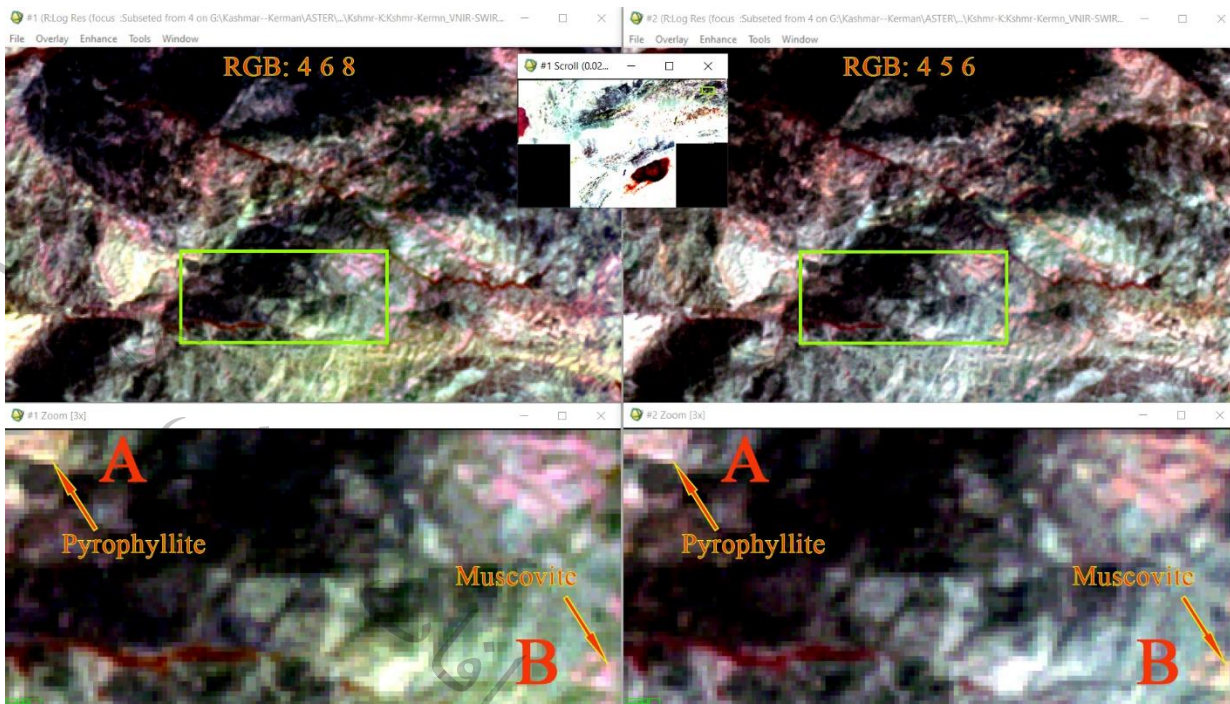 #1 (R:Log Res (focus :Subseted from 4 on G:\Kashmar--Kerman\ASTER\...\Kshmr-K:Kshmr-Kermn_VNIR-SWIR...
File Overlay Enhance Tools Window
RGB: 4 6 8
#1 Scroll (0.02...
#2 (R:Log Res (focus :Subseted from 4 on G:\Kashmar--Kerman\ASTER\...\Kshmr-K:Kshmr-Kermn_VNIR-SWIR...
File Overlay Enhance Tools Window
RGB: 4 5 6
#1 Zoom [3x]
A
Pyrophyllite
Muscovite
B
#2 Zoom [3x]
A
Pyrophyllite
Muscovite
B